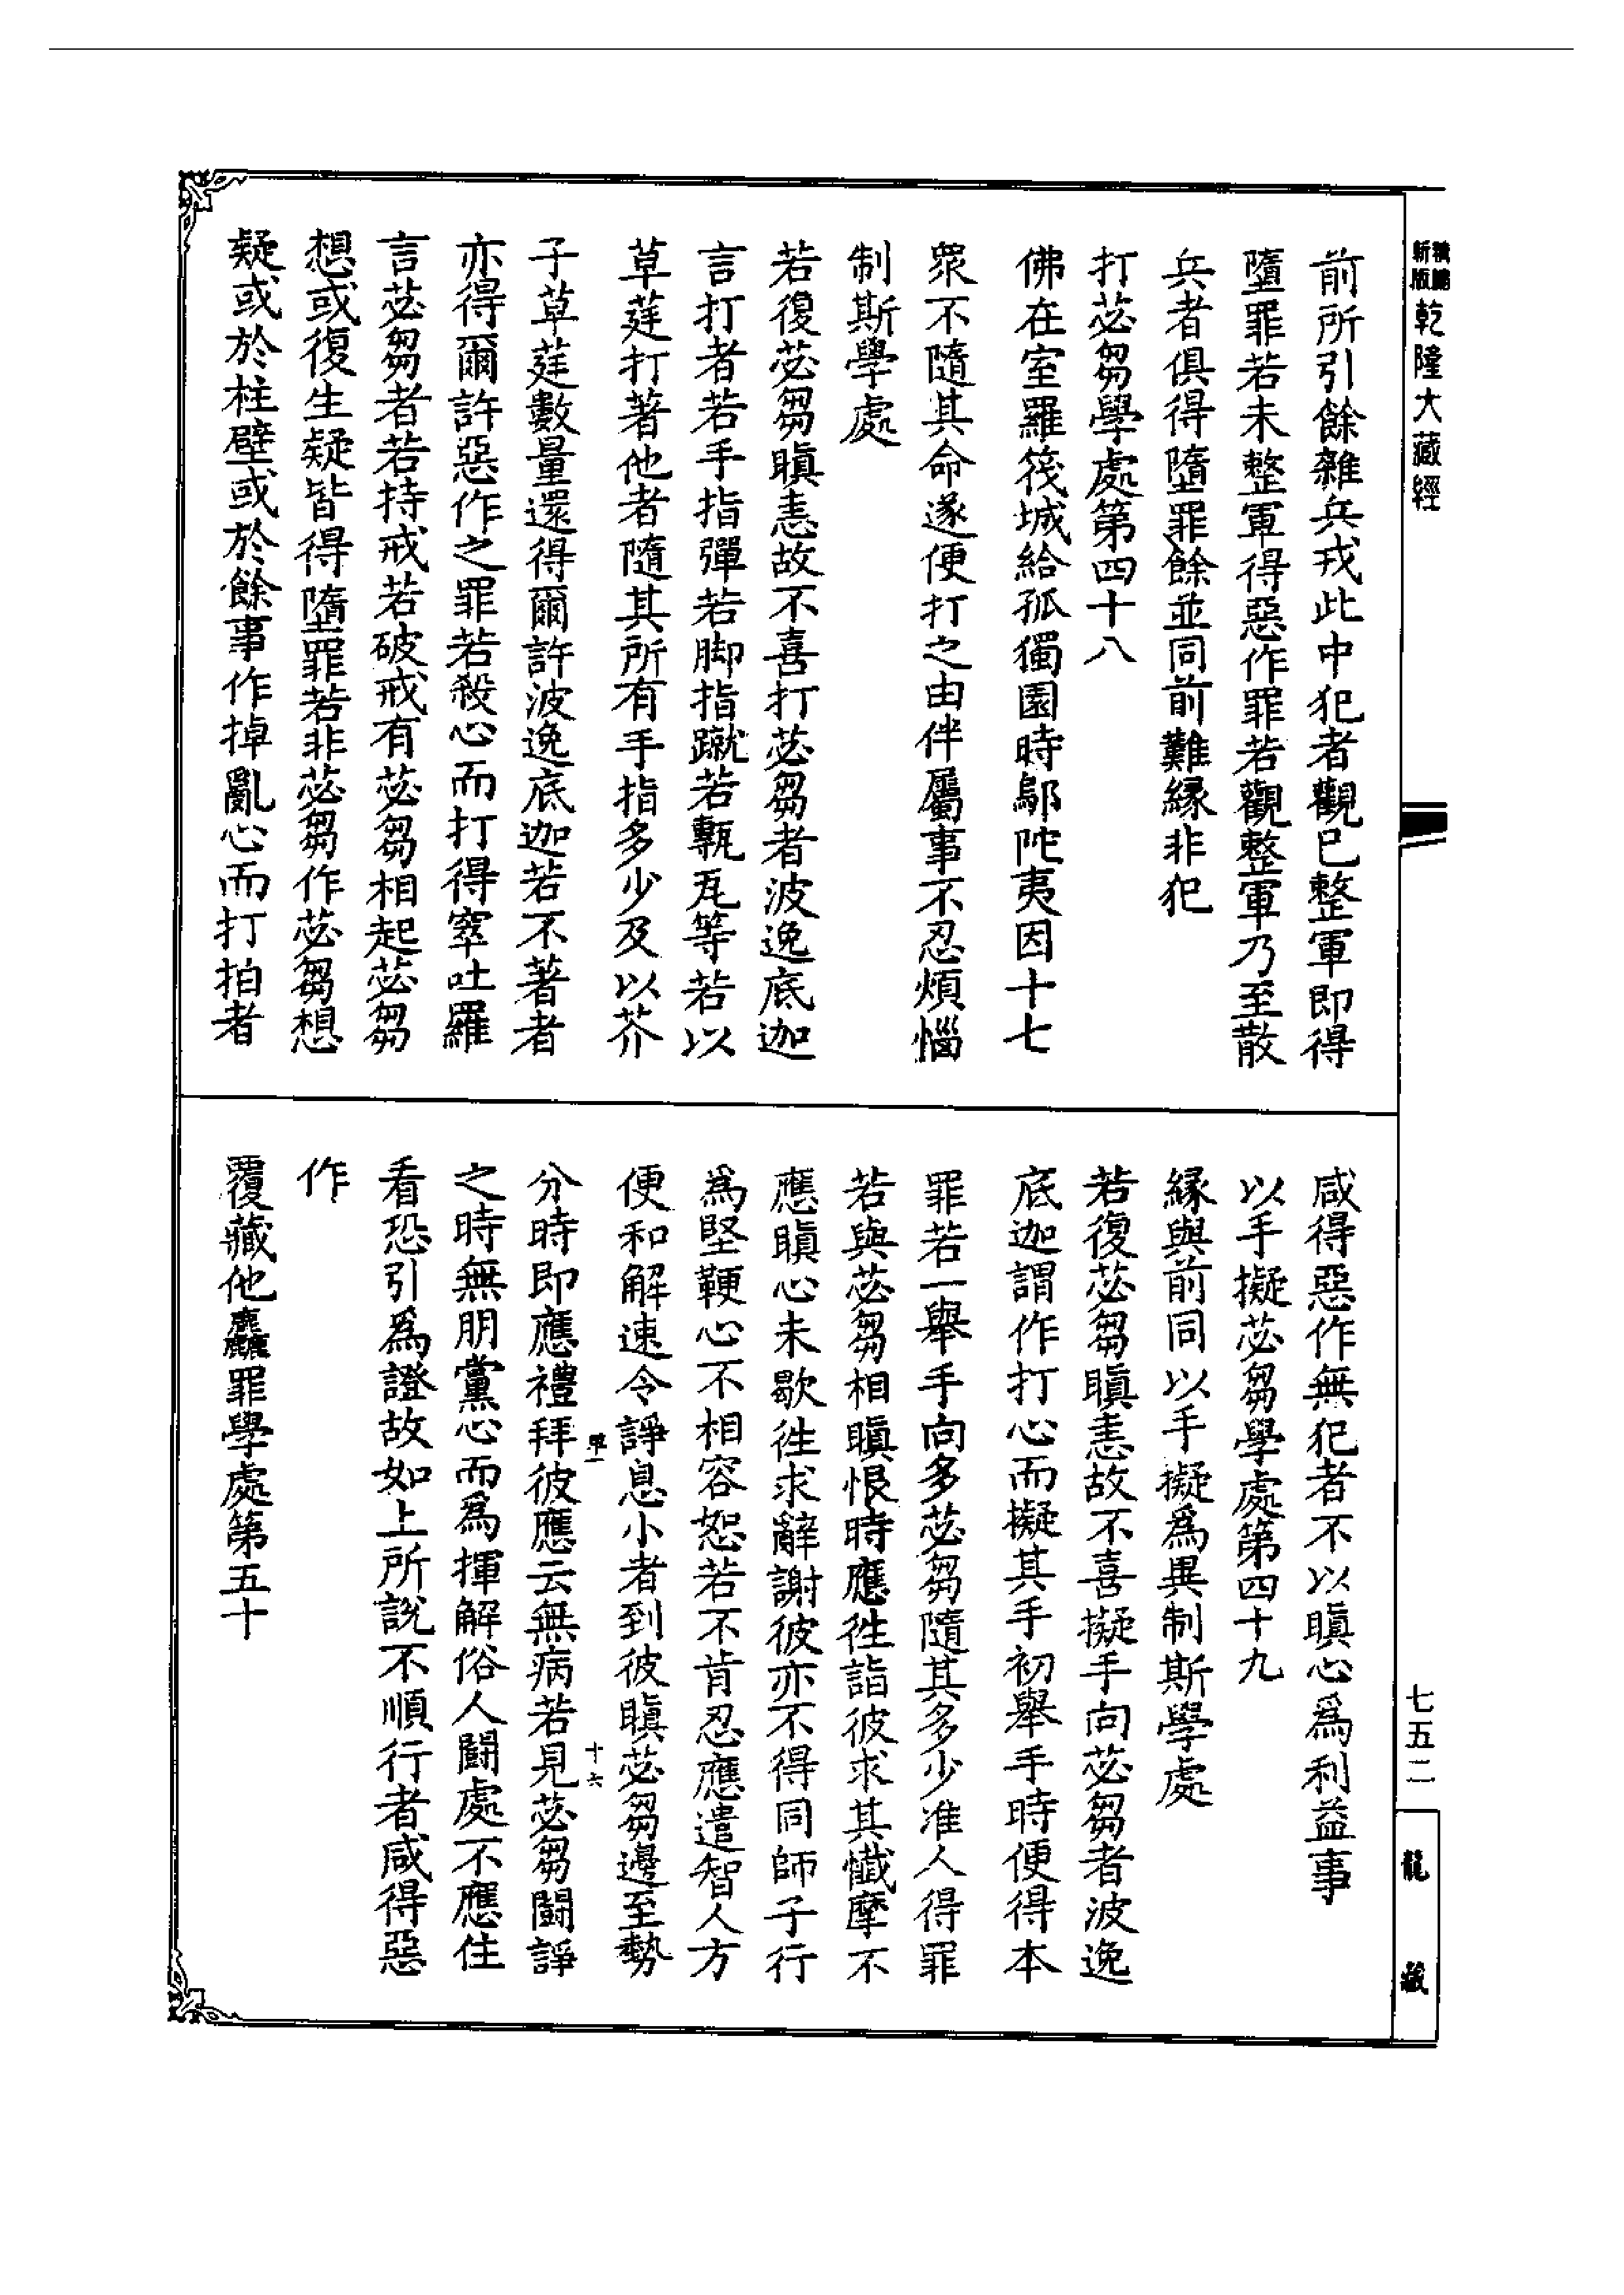 新版精縮乾隆大藏經
前所引餘雜兵戎此中犯者觀已整軍即得
墮罪若未整軍得惡作罪若觀整軍乃至散
兵者俱得墮罪餘並同前難緣非犯
打苾芻學處第四十八
佛在室羅筏城給孤獨園時鄔陀夷因十七
眾不隨其命遂便打之由伴屬事不忍煩惱
制斯學處
若復苾芻瞋恚故不喜打苾芻者波逸底迦
言打者若手指彈若脚指蹴若甎瓦等若以
草莛打著他者隨其所有手指多少及以芥
子草莛數量還得爾許波逸底迦若不著者
亦得爾許惡作之罪若殺心而打得窣吐羅
言苾芻者若持戒若破戒有苾芻相起苾芻
想或復生疑皆得墮罪若非苾芻作苾芻想
疑或於柱壁或於餘事作掉亂心而打拍者
咸得惡作無犯者不以瞋心為利益事
以手擬苾芻學處第四十九
緣與前同以手擬為異制斯學處
若復苾芻瞋恚故不喜擬手向苾芻者波逸
底迦謂作打心而擬其手初舉手時便得本
罪若一舉手向多苾芻隨其多少准人得罪
若與苾芻相瞋恨時應徃詣彼求其懺摩不
應瞋心未歇徃求辭謝彼亦不得同師子行
為堅鞕心不相容恕若不肯忍應遣智人方
便和解速令諍息小者到彼瞋苾芻邊至勢
分時即應禮拜彼應云無病若見苾芻鬬諍
之時無朋黨心而為揮解俗人鬬處不應住
看恐引為證故如上所說不順行者咸得惡
作
覆藏他麤罪學處第五十
十六
七五二
龍藏